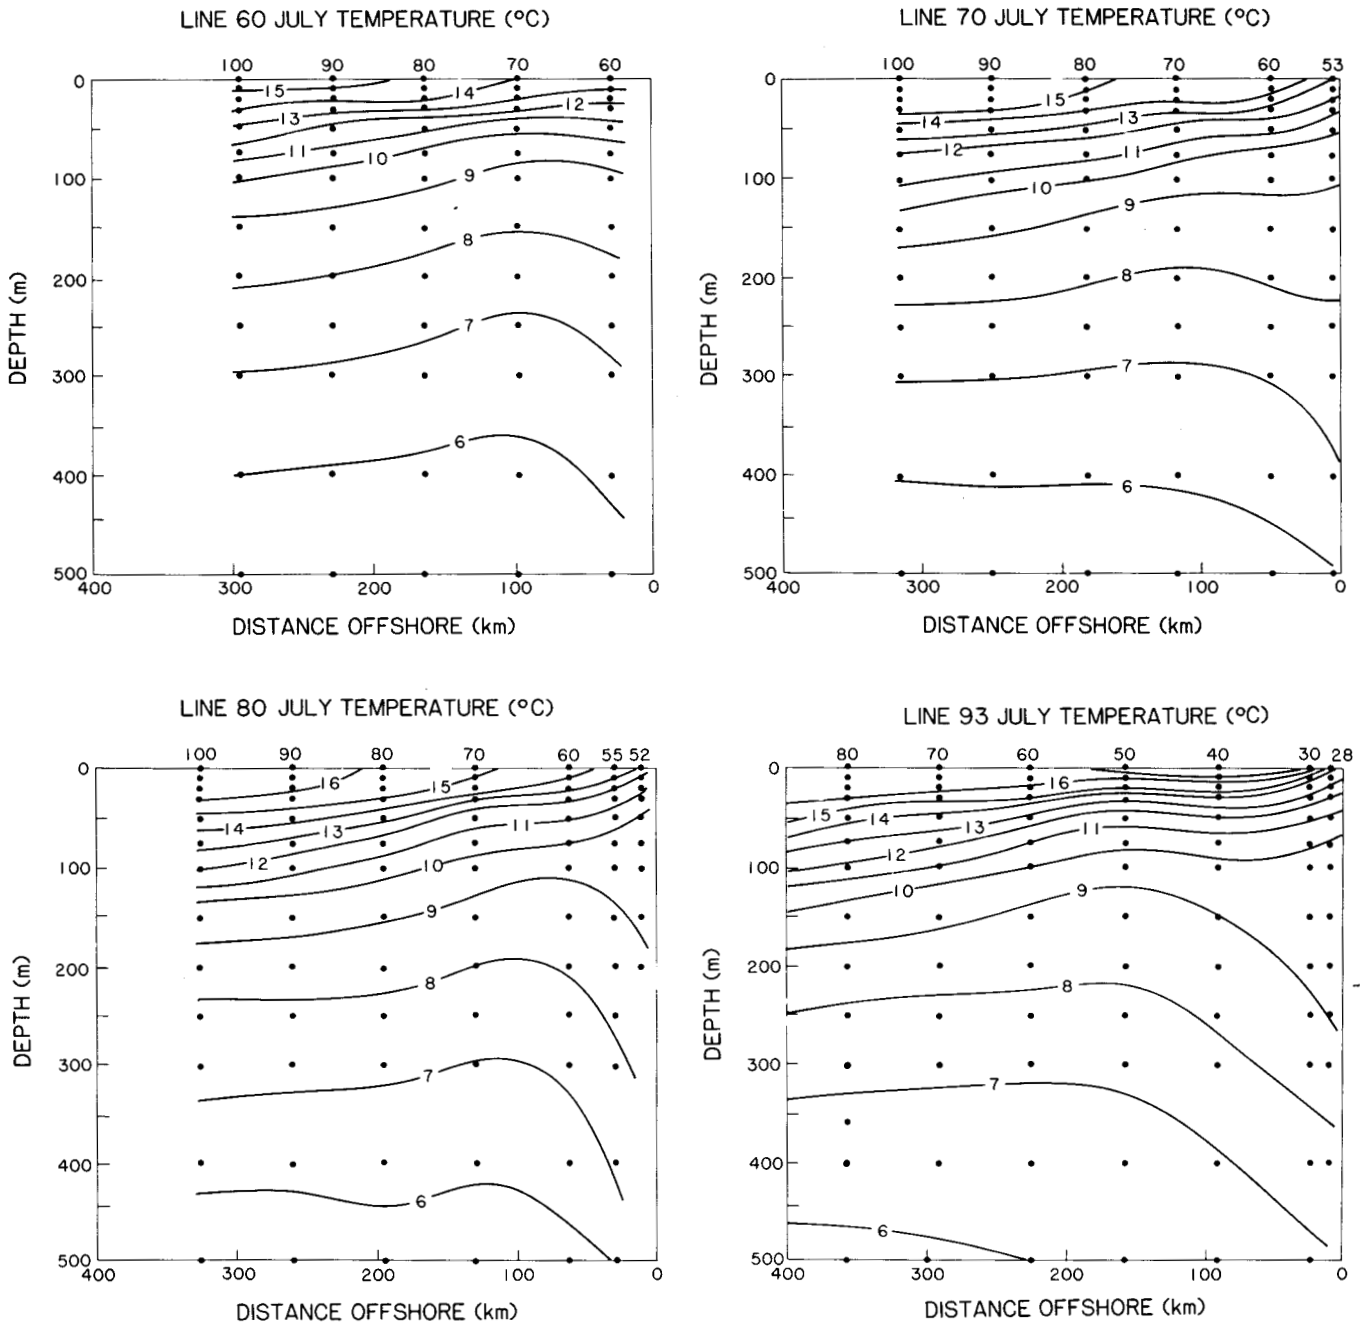 LINE 60 JULY TEMPERATURE (°C)
100 90 80 70 60
0
100
200
300
400
500
DEPTH (m)
15 14
13 12
11
10
9
8
7
6
400 300 200 100 0
DISTANCE OFFSHORE (km)
LINE 70 JULY TEMPERATURE (°C)
100 90 80 70 60 53
0
100
200
300
400
500
DEPTH (m)
15
14 13
12 11
10
9
8
7
6
400 300 200 100 0
DISTANCE OFFSHORE (km)
LINE 80 JULY TEMPERATURE (°C)
100 90 80 70 60 55 52
0
100
200
300
400
500
DEPTH (m)
16 15
14 13 11
12 10
9
8
7
6
400 300 200 100 0
DISTANCE OFFSHORE (km)
LINE 93 JULY TEMPERATURE (°C)
80 70 60 50 40 30 28
0
100
200
300
400
500
DEPTH (m)
16
15 14 13 11
12
10 9
8
7
6
400 300 200 100 0
DISTANCE OFFSHORE (km)